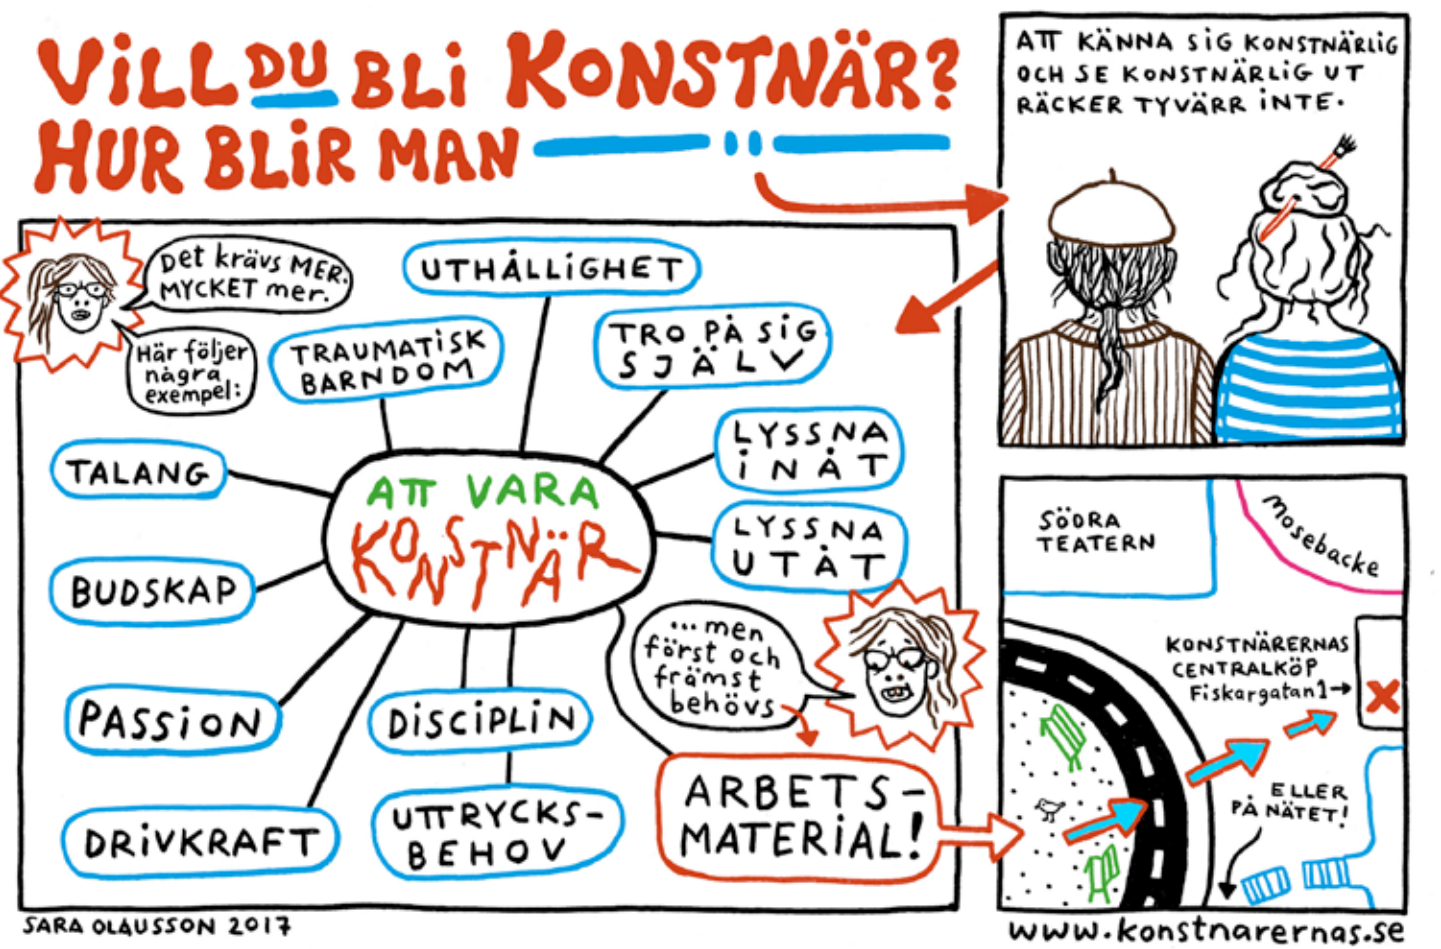 VILL DU BLI KONSTNÄR?
HUR BLIR MAN
ATT KÄNNA SIG KONSTNÄRLIG
OCH SE KONSTNÄRLIG UT
RÄCKER TYVÄRR INTE.
Det krävs MER.
MYCKET mer.
Här följer
några
exempel:
UTHÅLLIGHET
TRAUMATISK
BARNDOM
TRO PÅ SIG
SJÄLV
LYSSNA
INÅT
LYSSNA
UTÅT
TALANG
ATT VARA
KONSTNÄR
BUDSKAP
PASSION
DISCIPLIN
DRIVKRAFT
UTTRYCKS-
BEHOV
...men
först och
främst
behövs
ARBETS-
MATERIAL!
SÖDRA
TEATERN
Mosebacke
KONSTNÄRERNAS
CENTRALKÖP
Fiskargatan 1→
X
ELLER
PÅ NÄTET!
SARA OLAUSSON 2017
www.konstnarernas.se